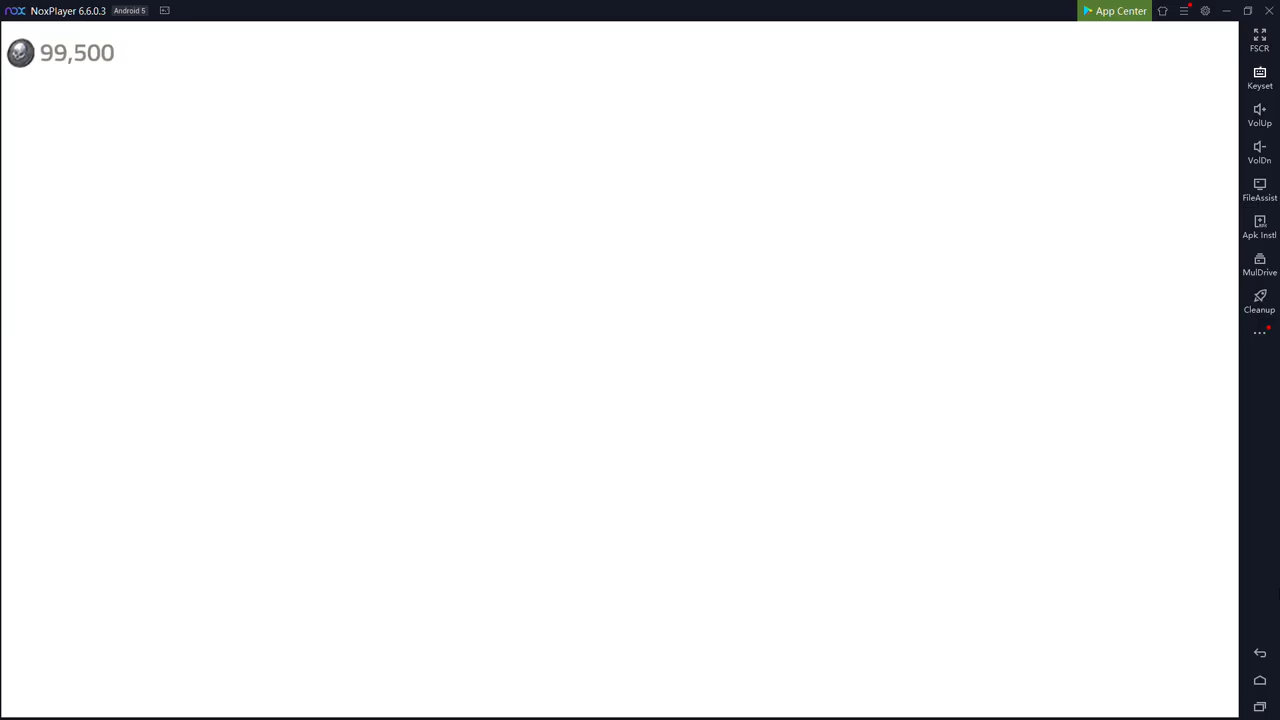 nox NoxPlayer 6.6.0.3 Android 5 App Center
99,500
FSCR
Keyset
VolUp
VolDn
FileAssist
Apk Instl
MulDrive
Cleanup